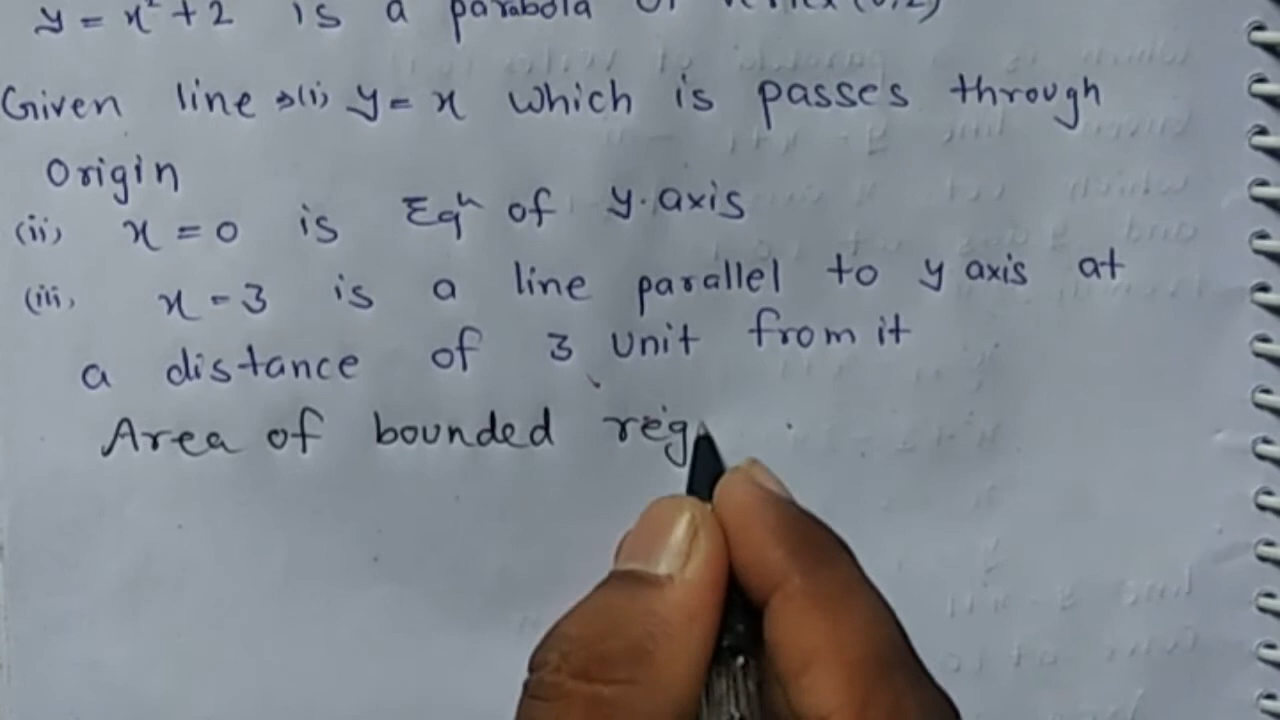 y = x² + 2 is a parabola of vertex (0,2)
Given line →(i) y = x which is passes through
Origin
(ii) x = 0 is Eqⁿ of y.axis
(iii) x = 3 is a line parallel to y axis at
a distance of 3 unit from it
Area of bounded reg